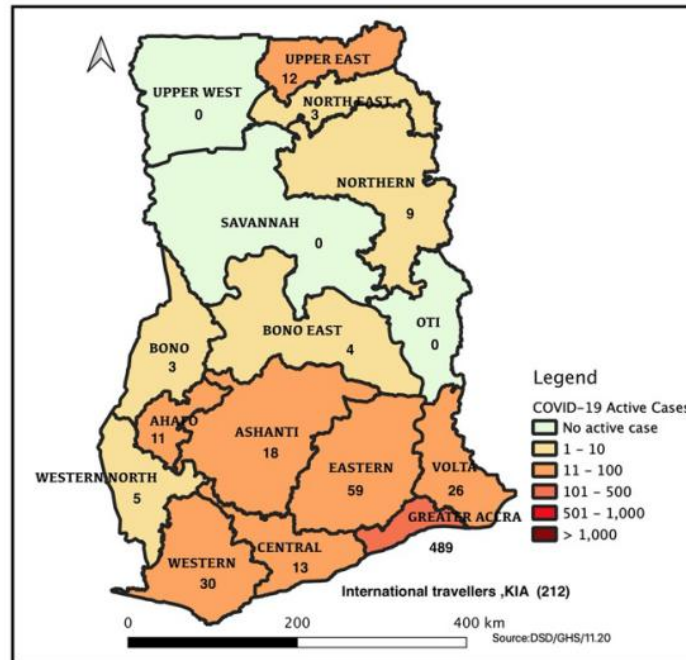 UPPER EAST
12
UPPER WEST
0
NORTH EAST
3
NORTHERN
9
SAVANNAH
0
OTI
0
BONO EAST
4
BONO
3
AHAFO
11
ASHANTI
18
WESTERN NORTH
5
EASTERN
59
VOLTA
26
GREATER ACCRA
489
CENTRAL
13
WESTERN
30
Legend
COVID-19 Active Cases
No active case
1 - 10
11 - 100
101 - 500
501 - 1,000
> 1,000
International travellers ,KIA (212)
0 200 400 km
Source:DSD/GHS/11.20